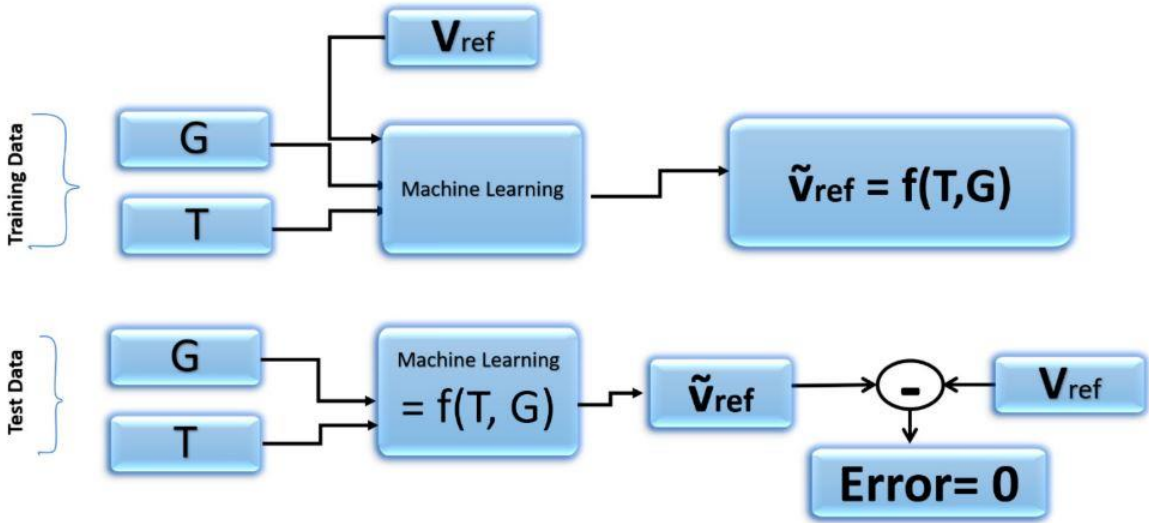 Vref
Training Data
G
T
Machine Learning
ṽref = f(T,G)
Test Data
G
T
Machine Learning
= f(T, G)
ṽref
-
Vref
Error= 0